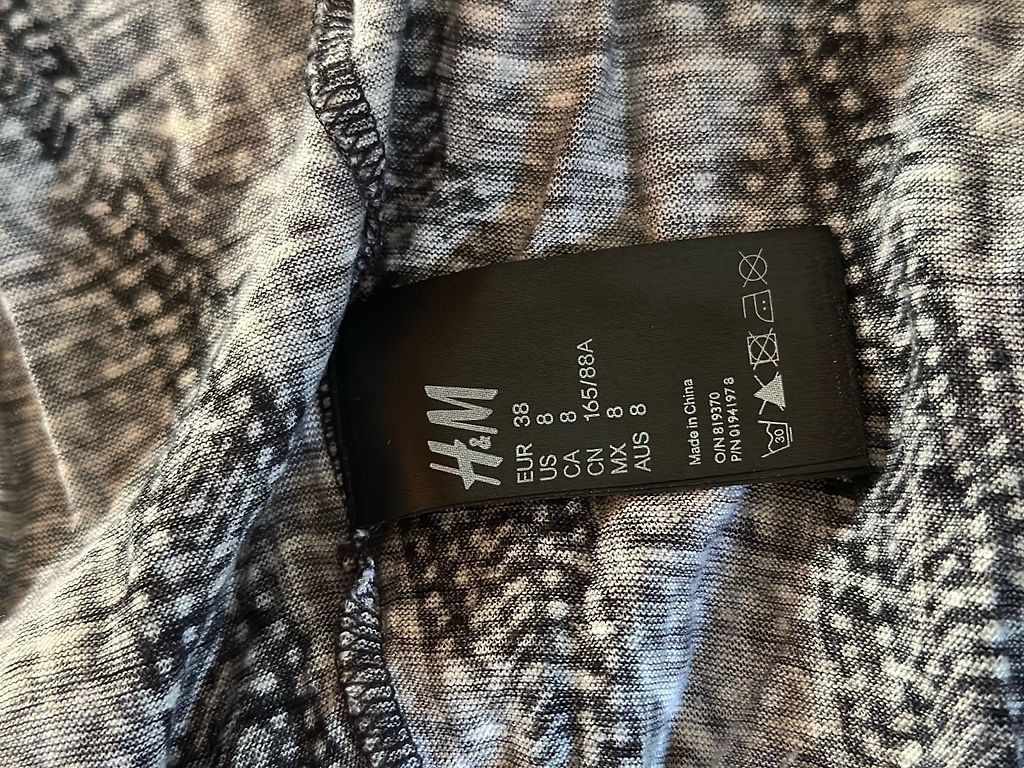 H&M
EUR 38
US 8
CA 8
CN 165/88A
MX 8
AUS 8
Made in China
OIN 819370
P/N 01941978
30